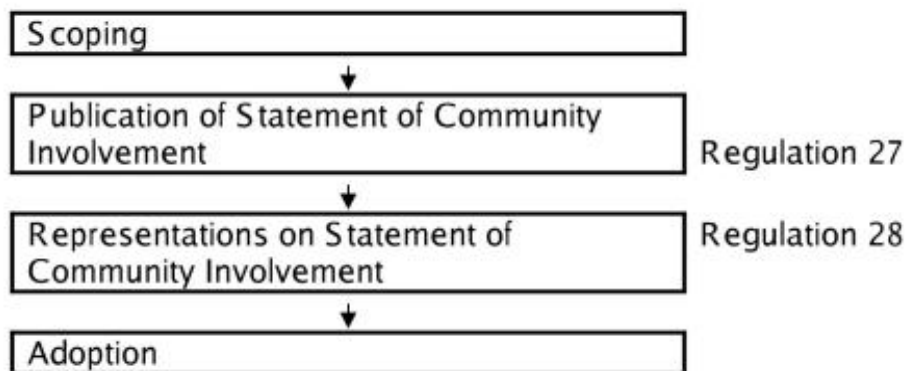 Scoping
Publication of Statement of Community
Involvement
Regulation 27
Representations on Statement of
Regulation 28
Community Involvement
Adoption